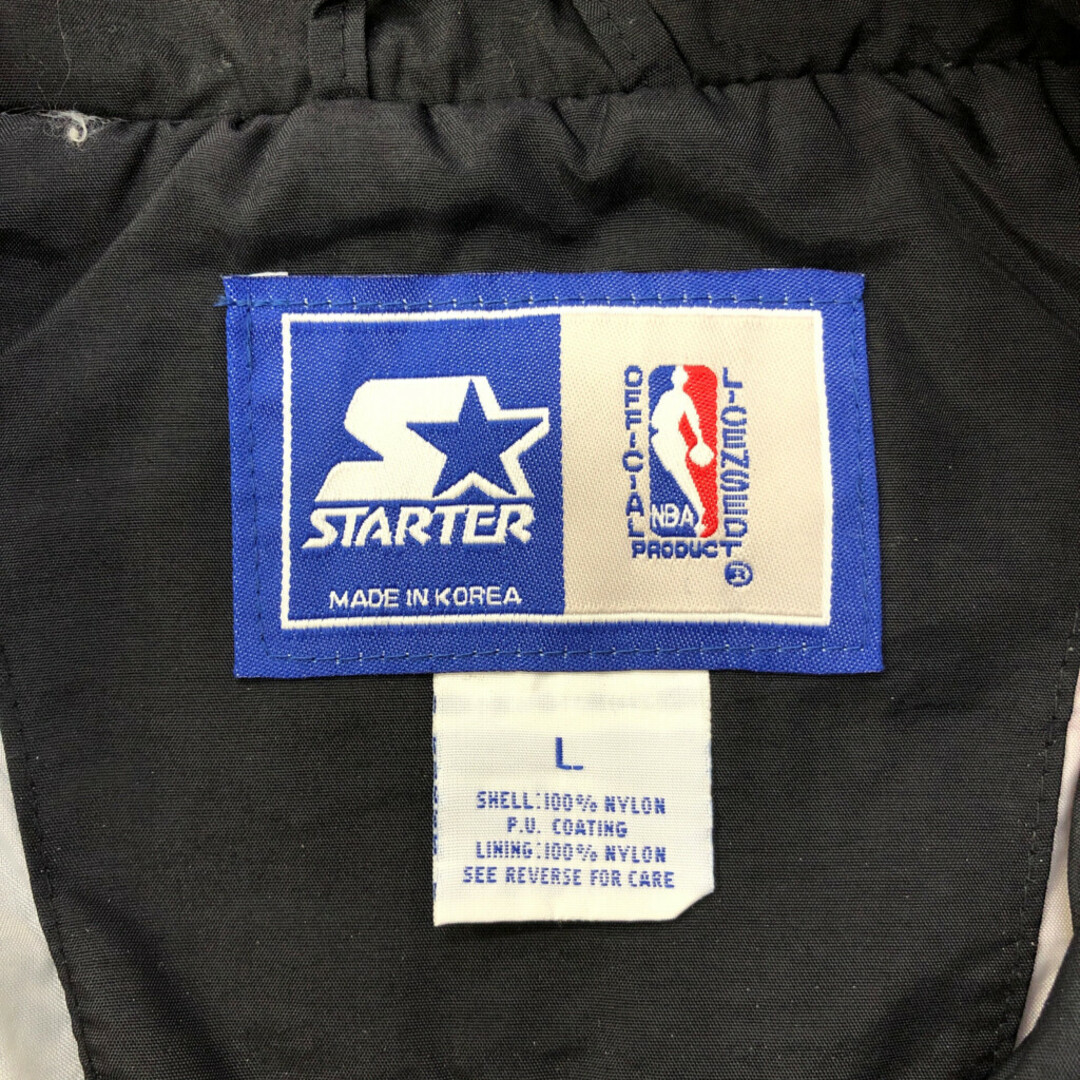 STARTER
MADE IN KOREA
OFFICIAL
LICENSED
NBA
PRODUCT
®
L
SHELL:100% NYLON
P.U. COATING
LINING:100% NYLON
SEE REVERSE FOR CARE